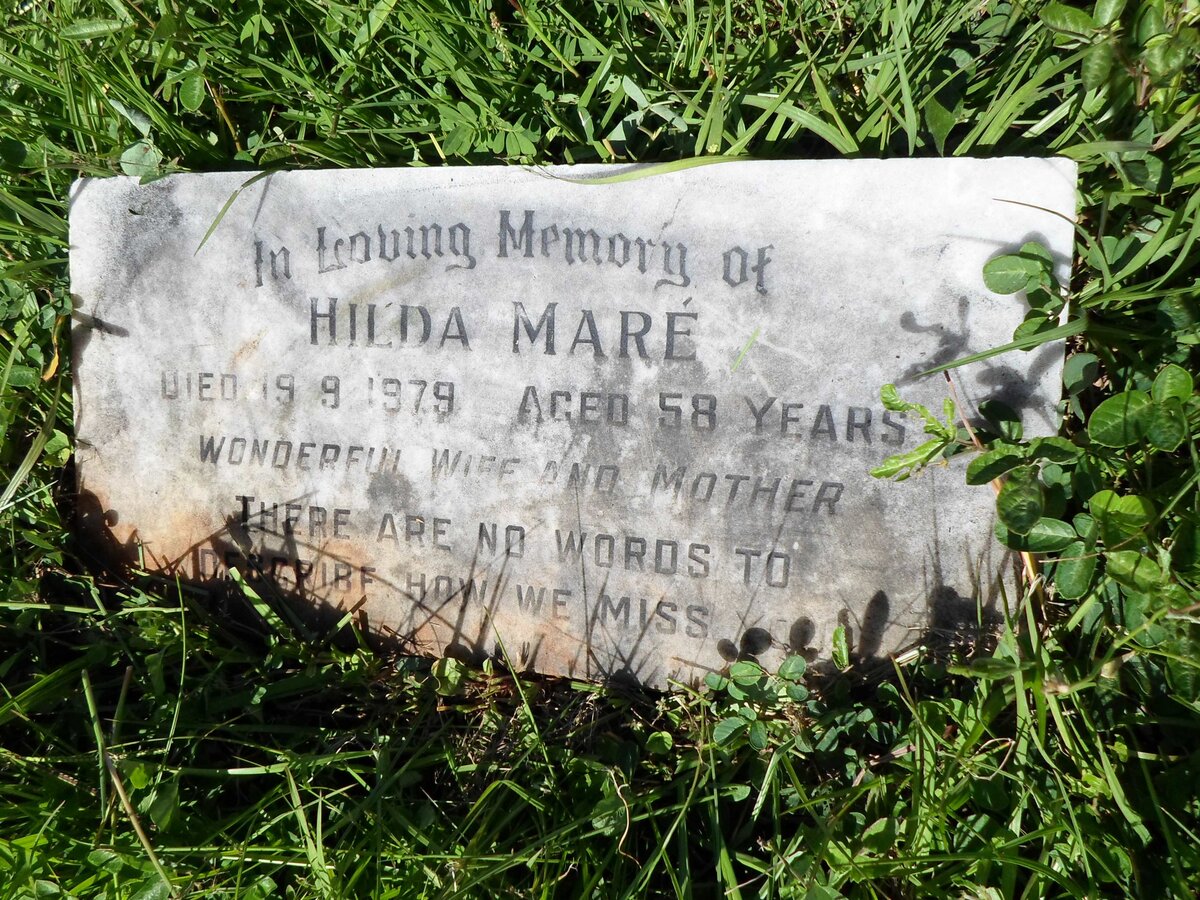 In Loving Memory of
HILDA MARÉ
DIED 19 9 1979 AGED 58 YEARS
WONDERFUL WIFE AND MOTHER
THERE ARE NO WORDS TO
DESCRIBE HOW WE MISS